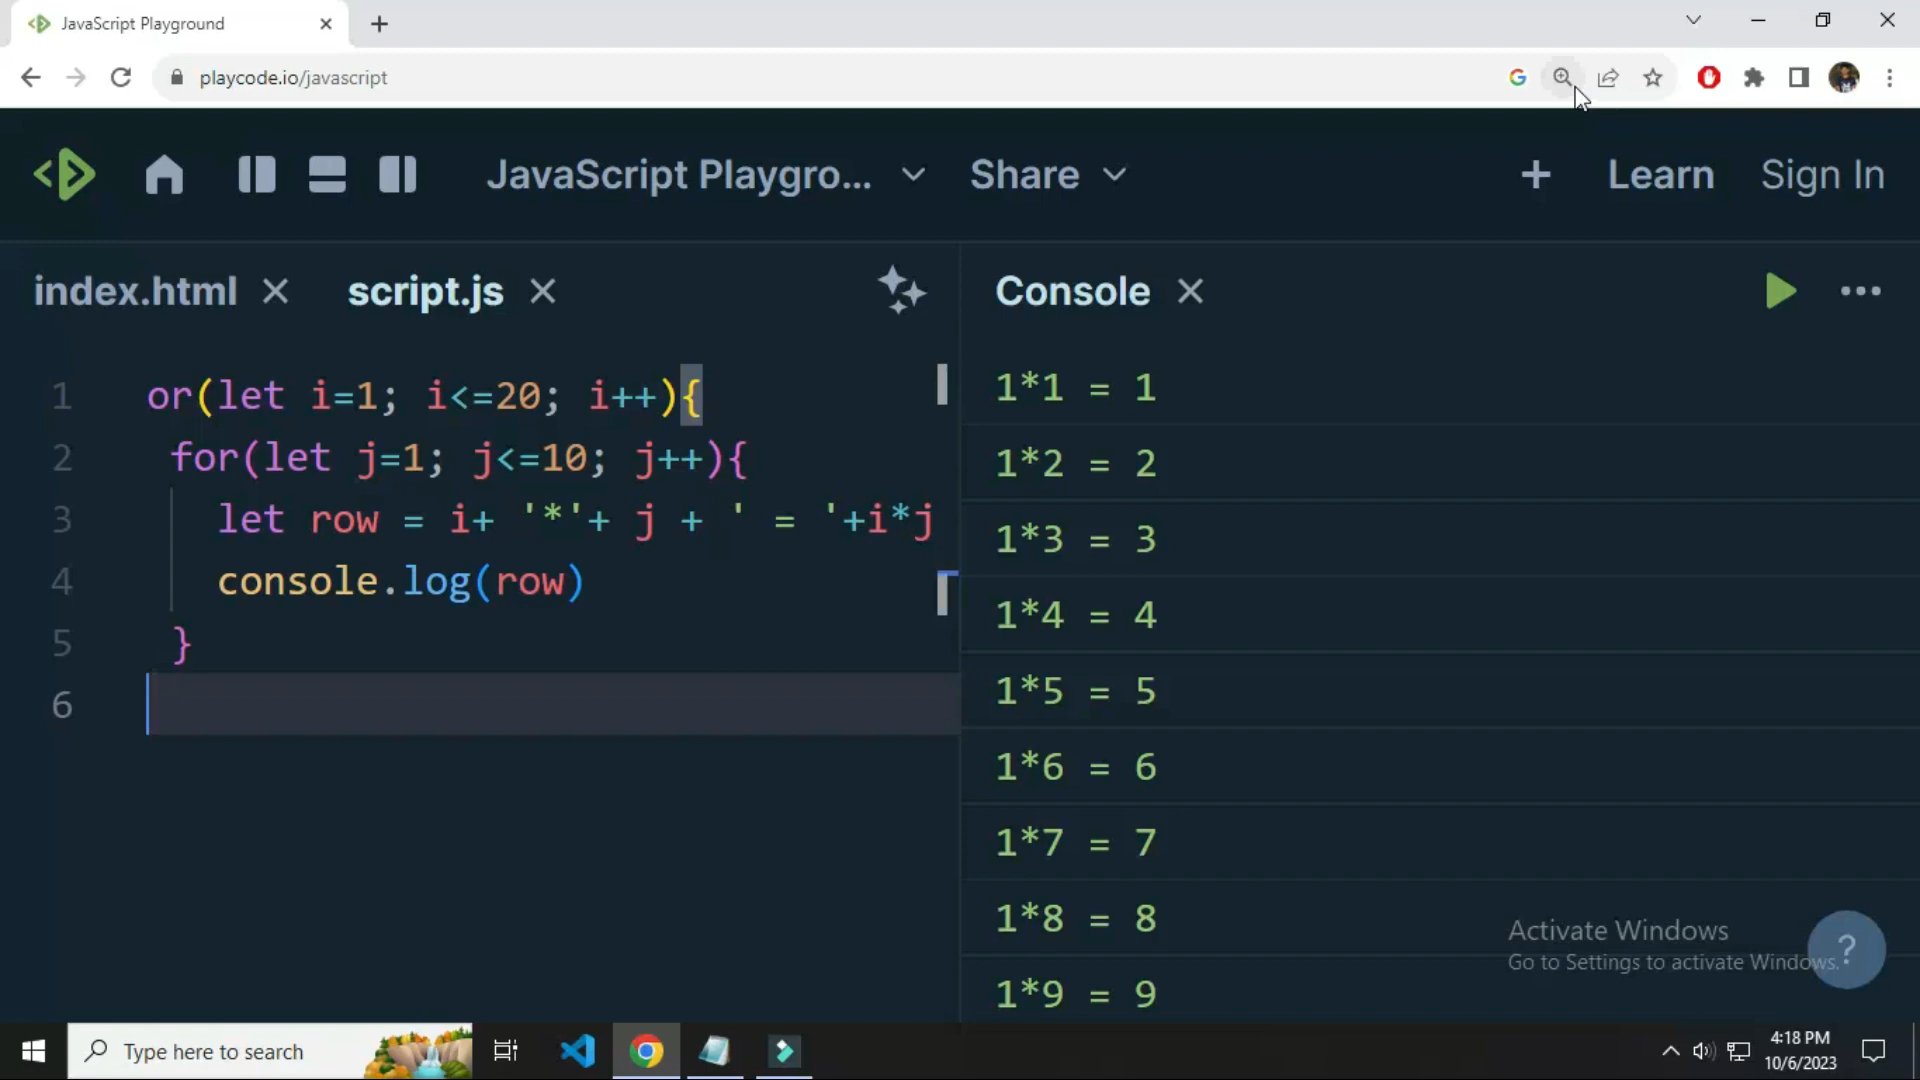 JavaScript Playground
playcode.io/javascript
JavaScript Playgro...
Share
Learn
Sign In
index.html
script.js
Console
1 or(let i=1; i<=20; i++){
2 for(let j=1; j<=10; j++){
3 let row = i+ '*'+ j + ' = '+i*j
4 console.log(row)
5 }
6
1*1 = 1
1*2 = 2
1*3 = 3
1*4 = 4
1*5 = 5
1*6 = 6
1*7 = 7
1*8 = 8
1*9 = 9
Activate Windows
Go to Settings to activate Windows.
?
Type here to search
4:18 PM
10/6/2023